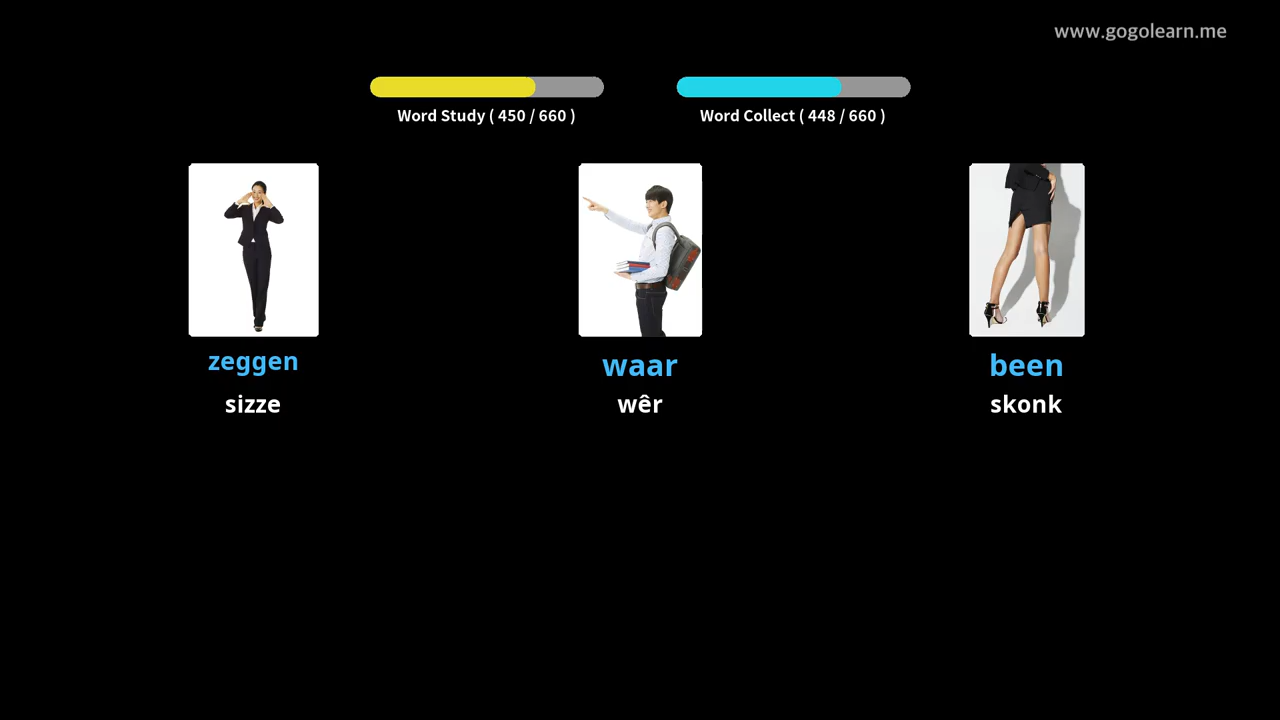 www.gogolearn.me
Word Study ( 450 / 660 )
Word Collect ( 448 / 660 )
zeggen
waar
been
sizze
wêr
skonk